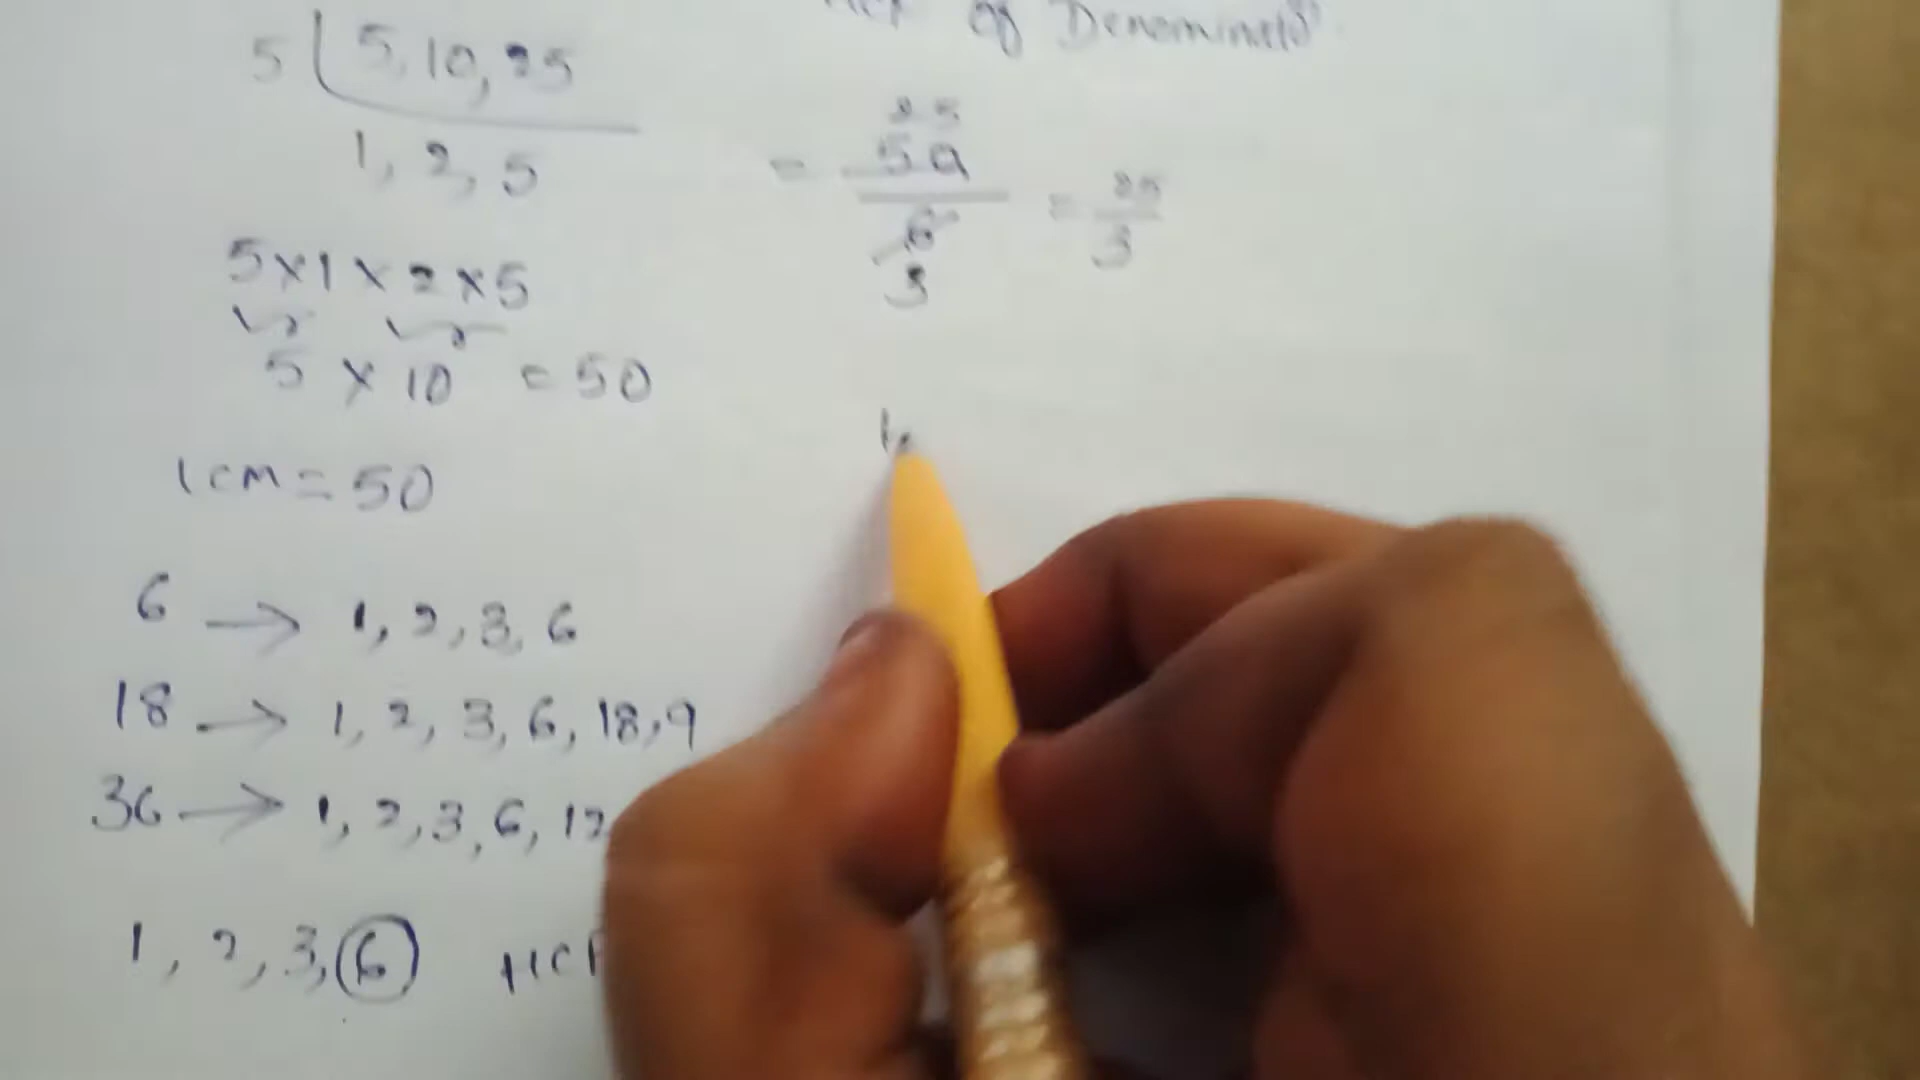 5 5, 10, 25
1, 2, 5
5×1×2×5
5 × 10 = 50
LCM = 50
6 → 1, 2, 3, 6
18 → 1, 2, 3, 6, 18, 9
36 → 1, 2, 3, 6, 12
1, 2, 3, 6 HCF
of Denominator
25
= 50 = 25
6 3
3